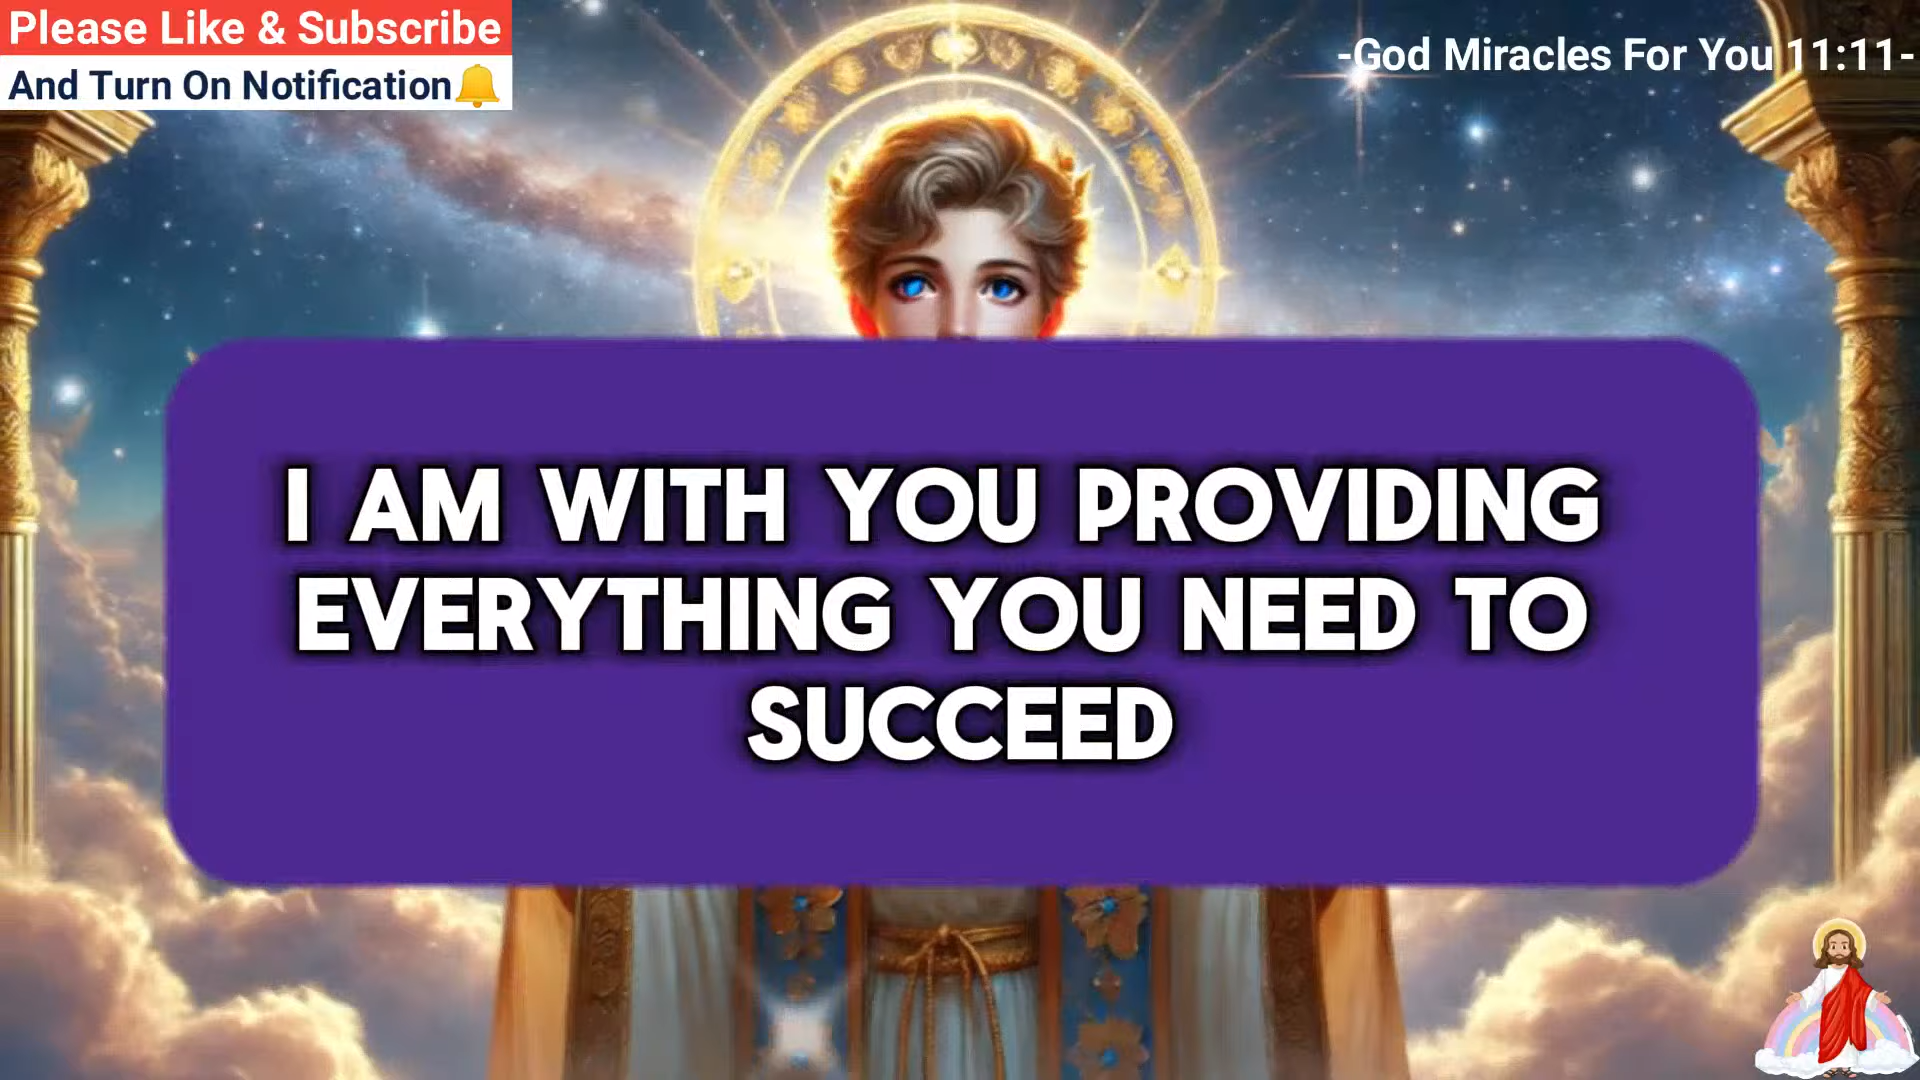 Please Like & Subscribe
And Turn On Notification
-God Miracles For You 11:11-
I AM WITH YOU PROVIDING
EVERYTHING YOU NEED TO
SUCCEED